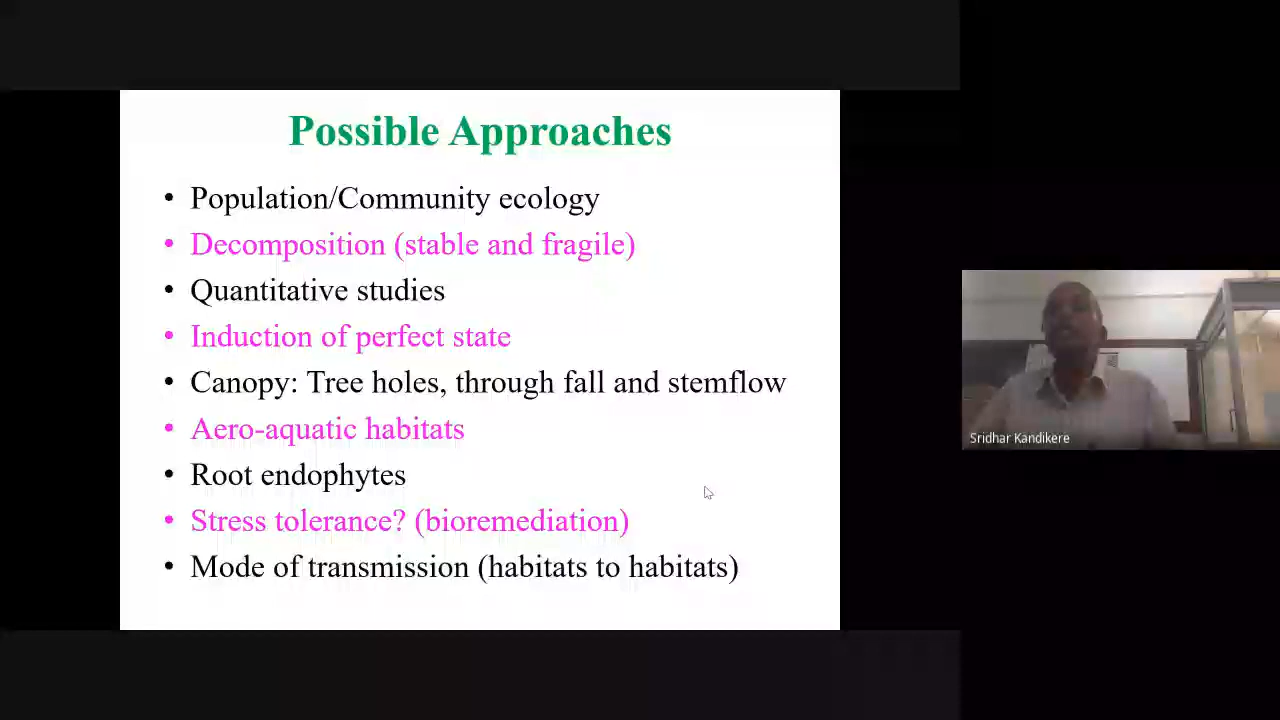 Possible Approaches
• Population/Community ecology
• Decomposition (stable and fragile)
• Quantitative studies
• Induction of perfect state
• Canopy: Tree holes, through fall and stemflow
• Aero-aquatic habitats
• Root endophytes
• Stress tolerance? (bioremediation)
• Mode of transmission (habitats to habitats)
Sridhar Kandikere